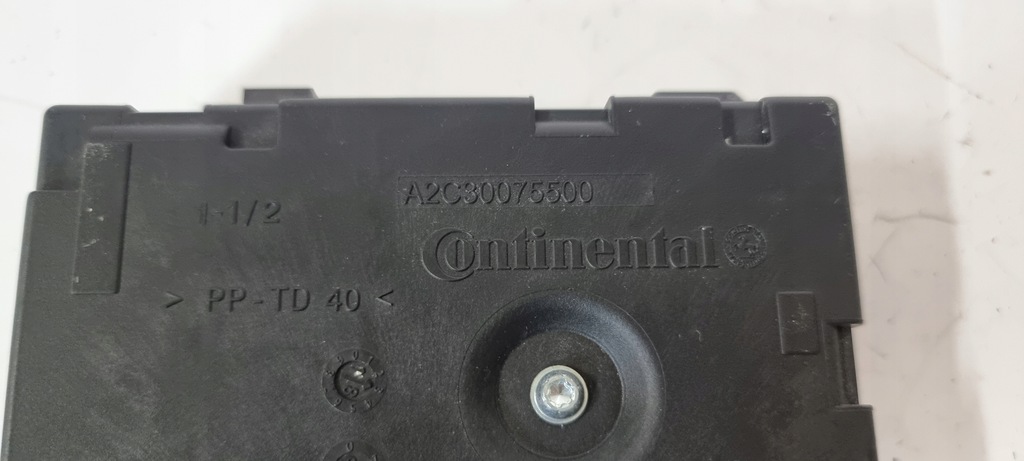 A2C30075500
1-1/2
Continental
> PP-TD 40 <